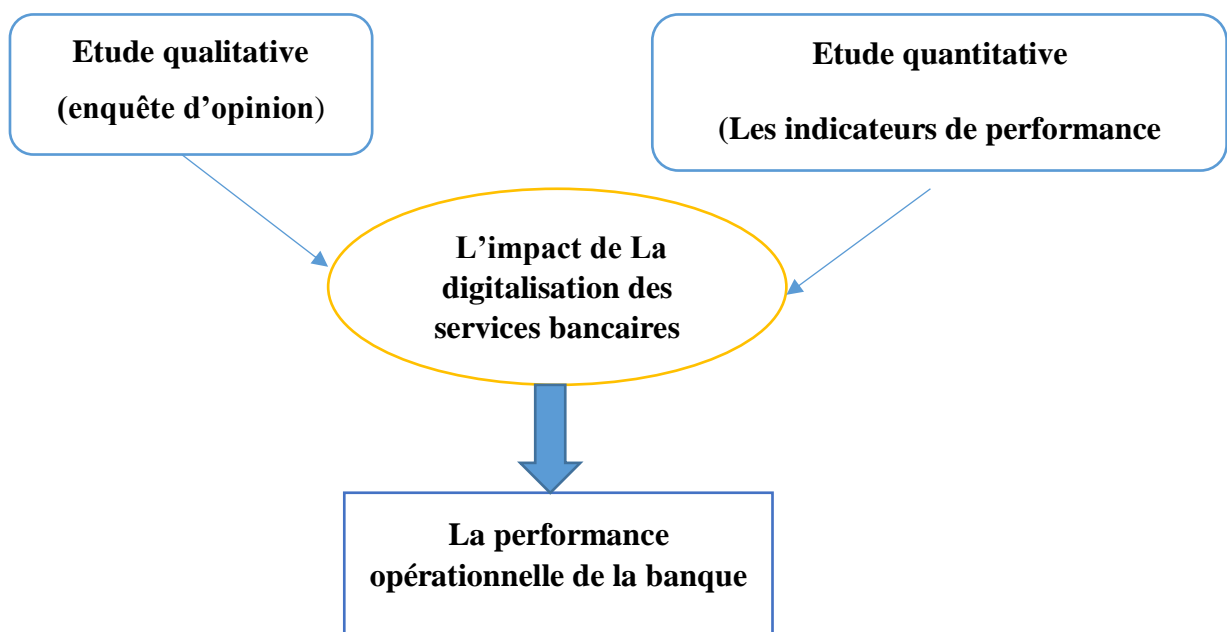 Etude qualitative
(enquête d’opinion)
Etude quantitative
(Les indicateurs de performance
L’impact de La
digitalisation des
services bancaires
La performance
opérationnelle de la banque